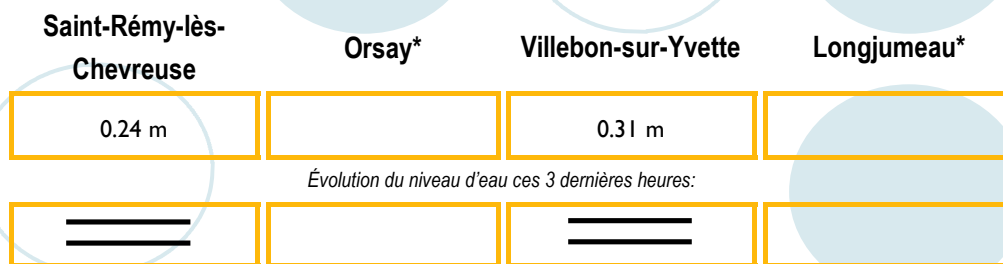 Saint-Rémy-lès-
Chevreuse
Orsay*
Villebon-sur-Yvette
Longjumeau*
0.24 m
0.31 m
Évolution du niveau d'eau ces 3 dernières heures: